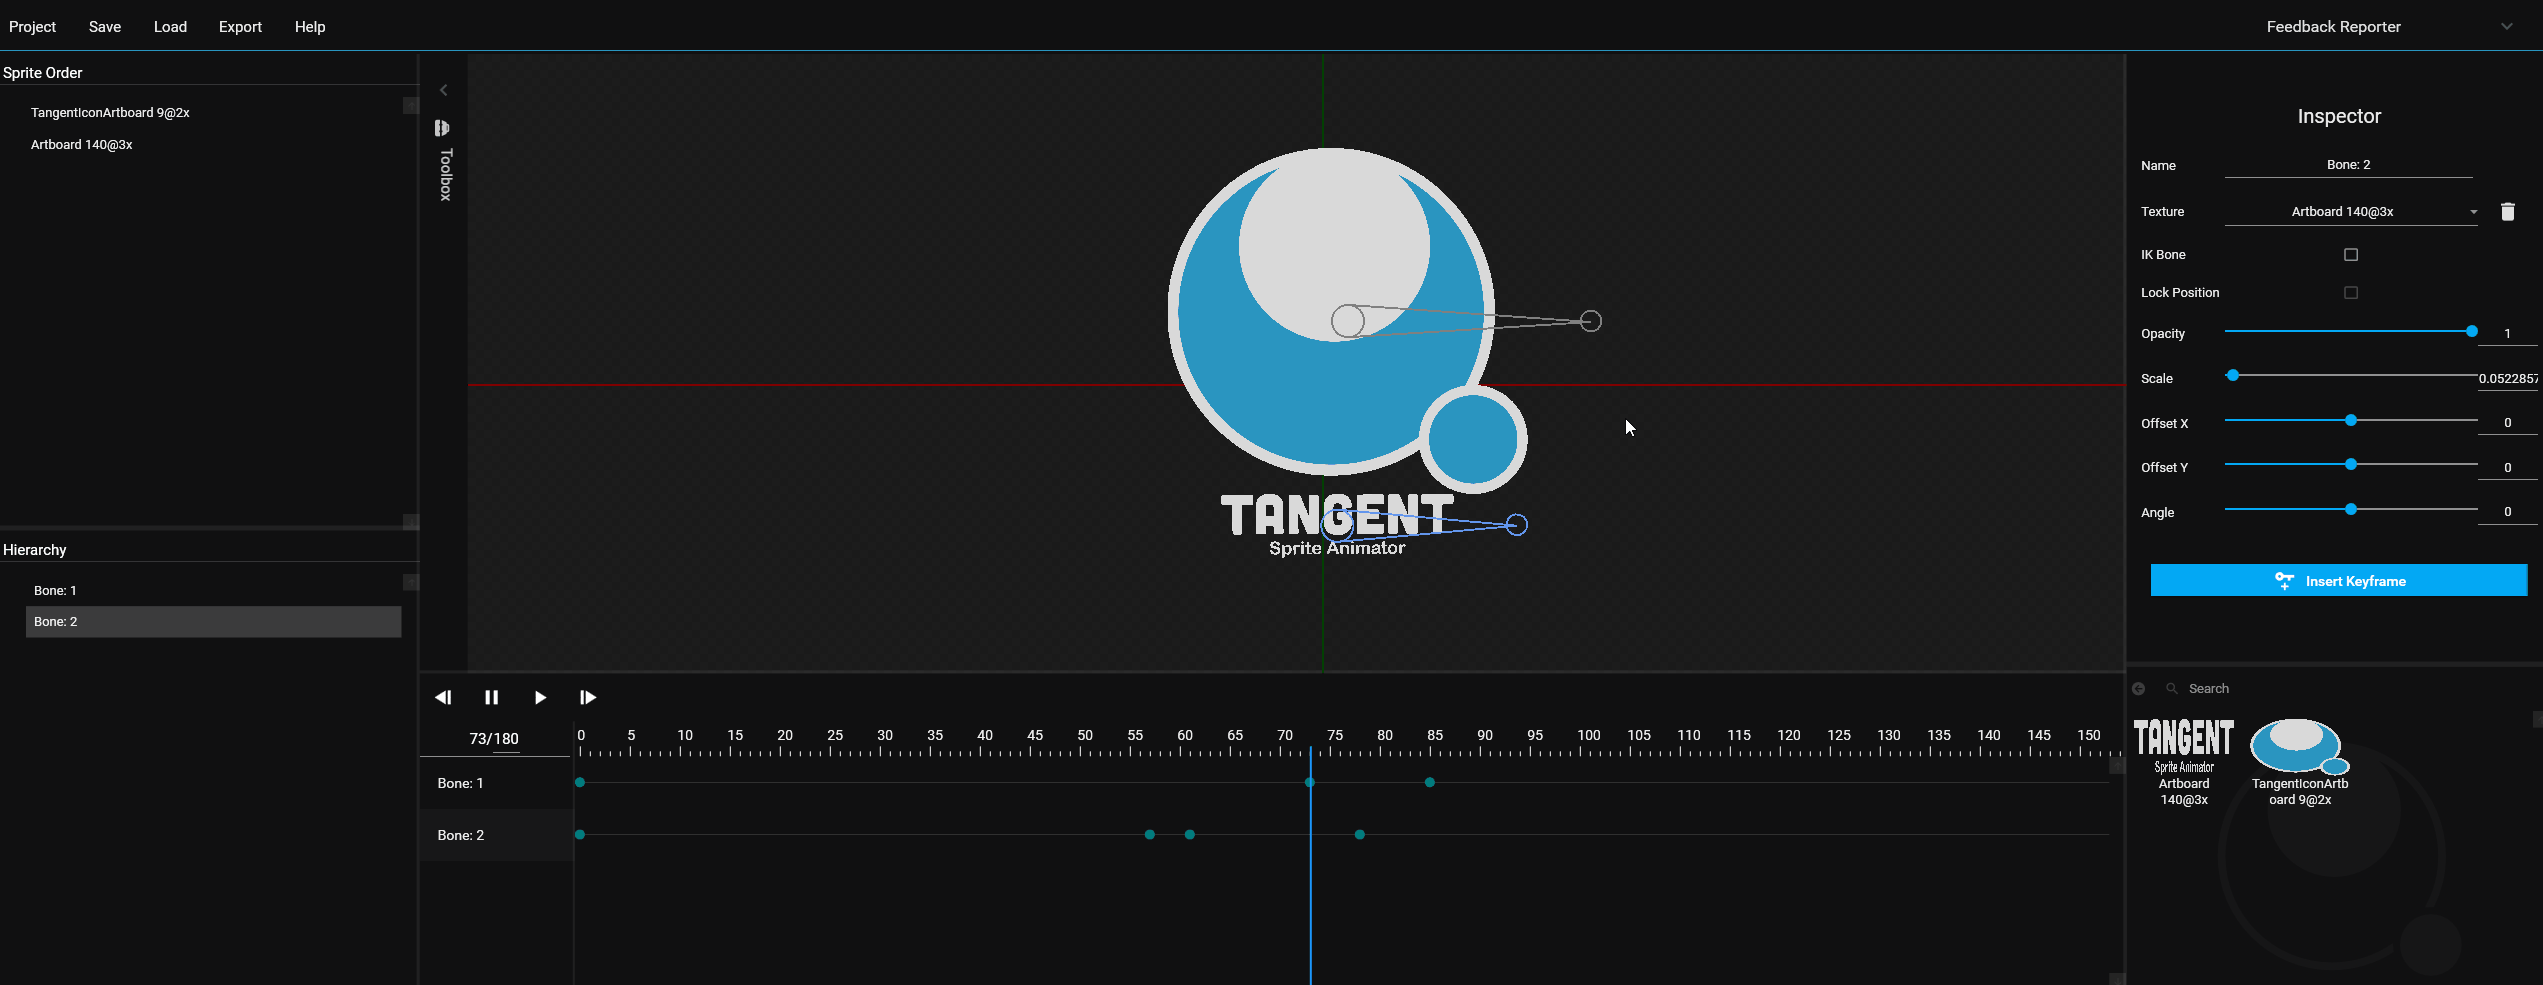 Project Save Load Export Help Feedback Reporter
Sprite Order
TangentIconArtboard 9@2x
Artboard 140@3x
Toolbox
TANGENT
Sprite Animator
Hierarchy
Bone: 1
Bone: 2
Inspector
Name Bone: 2
Texture Artboard 140@3x
IK Bone
Lock Position
Opacity 1
Scale 0.0522857
Offset X 0
Offset Y 0
Angle 0
Insert Keyframe
73/180 0 5 10 15 20 25 30 35 40 45 50 55 60 65 70 75 80 85 90 95 100 105 110 115 120 125 130 135 140 145 150
Bone: 1
Bone: 2
Search
TANGENT
Sprite Animator
Artboard
140@3x
TangentIconArtb
oard 9@2x